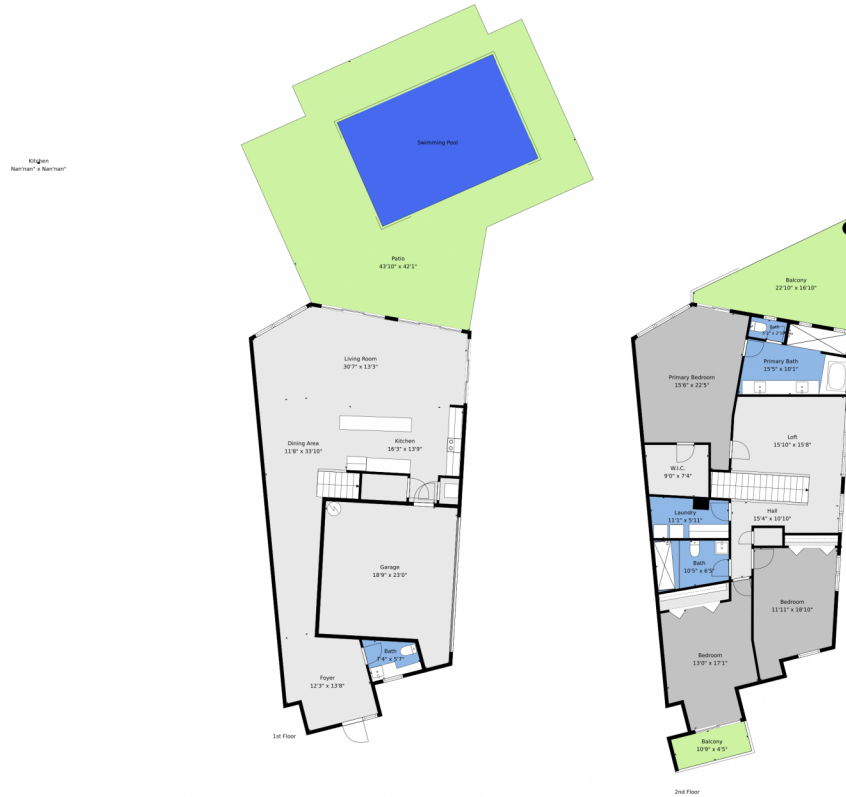 Kitchen
Nan'nan" x Nan'nan"
Swimming Pool
Patio
43'10" x 42'1"
Living Room
30'7" x 13'3"
Dining Area
11'8" x 33'10"
Kitchen
16'3" x 13'9"
Garage
18'9" x 23'0"
Bath
7'4" x 5'7"
Foyer
12'3" x 13'8"
1st Floor
Balcony
22'10" x 16'10"
Bath
Primary Bath
15'5" x 10'1"
Primary Bedroom
15'6" x 22'5"
Loft
15'10" x 15'8"
W.I.C.
9'0" x 7'4"
Laundry
11'1" x 5'11"
Hall
15'4" x 10'10"
Bath
10'5" x 6'5"
Bedroom
11'11" x 18'10"
Bedroom
13'0" x 17'1"
Balcony
10'9" x 4'5"
2nd Floor